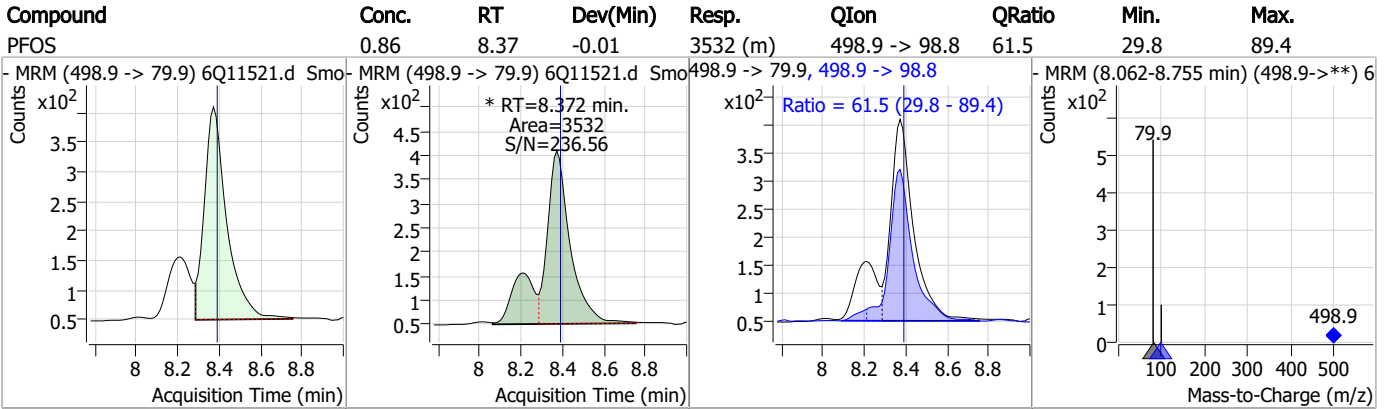 Compound Conc. RT Dev(Min) Resp. QIon QRatio Min. Max.
PFOS 0.86 8.37 -0.01 3532 (m) 498.9 -> 98.8 61.5 29.8 89.4
- MRM (498.9 -> 79.9) 6Q11521.d Smo
Counts
x10²
3.5
3
2.5
2
1.5
1
0.5
8 8.2 8.4 8.6 8.8
Acquisition Time (min)
- MRM (498.9 -> 79.9) 6Q11521.d Smo
Counts
x10²
* RT=8.372 min.
Area=3532
S/N=236.56
4.5
4
3.5
3
2.5
2
1.5
1
0.5
8 8.2 8.4 8.6 8.8
Acquisition Time (min)
498.9 -> 79.9, 498.9 -> 98.8
x10²
Ratio = 61.5 (29.8 - 89.4)
3.5
3
2.5
2
1.5
1
0.5
8 8.2 8.4 8.6 8.8
Acquisition Time (min)
- MRM (8.062-8.755 min) (498.9->**) 6
Counts
x10²
79.9
5
4
3
2
1
0
498.9
100 200 300 400 500
Mass-to-Charge (m/z)